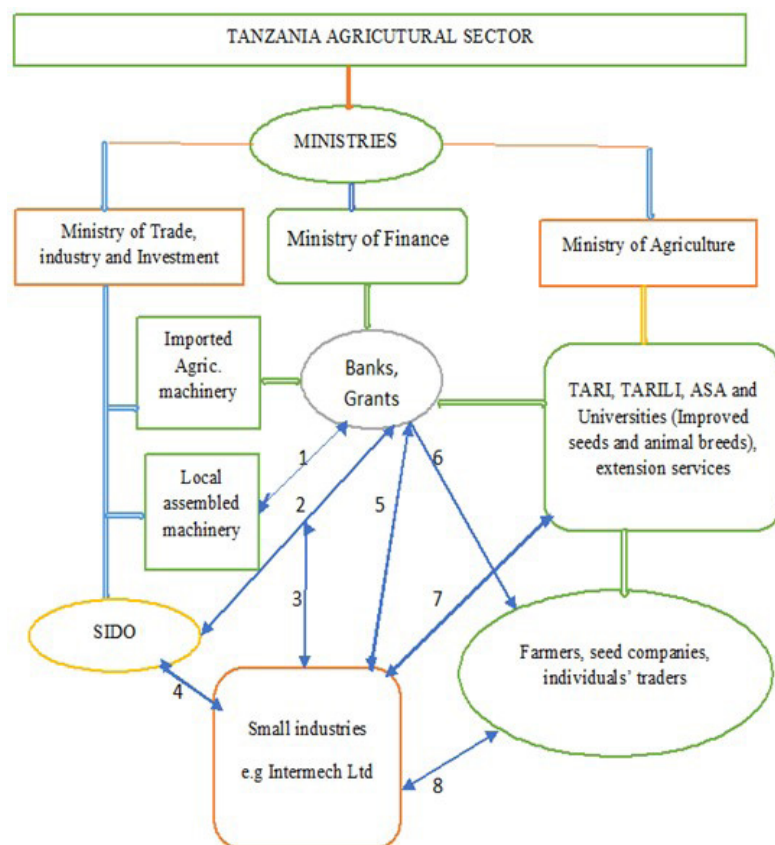 TANZANIA AGRICUTURAL SECTOR
MINISTRIES
Ministry of Trade,
industry and Investment
Ministry of Finance
Ministry of Agriculture
Imported
Agric.
machinery
Banks,
Grants
TARI, TARILI, ASA and
Universities (Improved
seeds and animal breeds),
extension services
Local
assembled
machinery
1
2
5
6
3
7
SIDO
Farmers, seed companies,
individuals' traders
4
Small industries
e.g Intermech Ltd
8